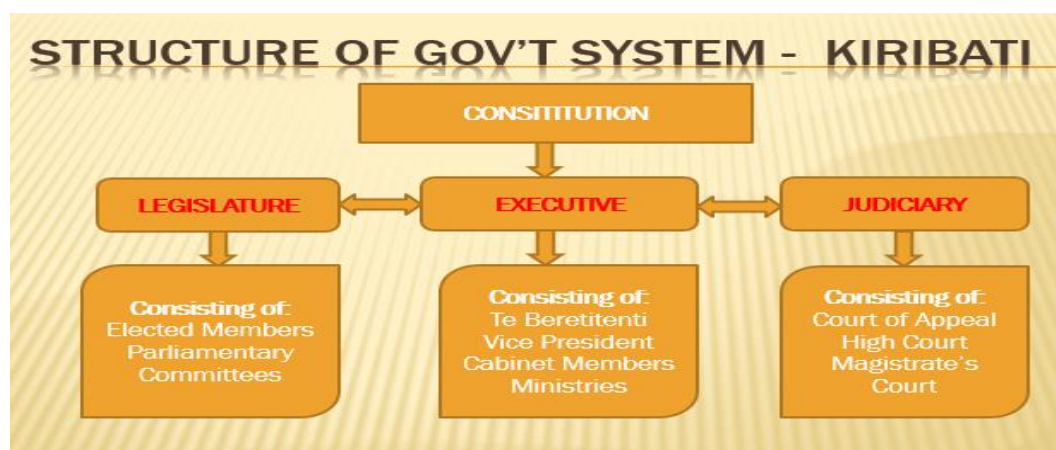 STRUCTURE OF GOV'T SYSTEM - KIRIBATI
CONSITITUTION
LEGISLATURE
EXECUTIVE
JUDICIARY
Consisting of:
Elected Members
Parliamentary
Committees
Consisting of:
Te Beretitenti
Vice President
Cabinet Members
Ministries
Consisting of:
Court of Appeal
High Court
Magistrate's
Court